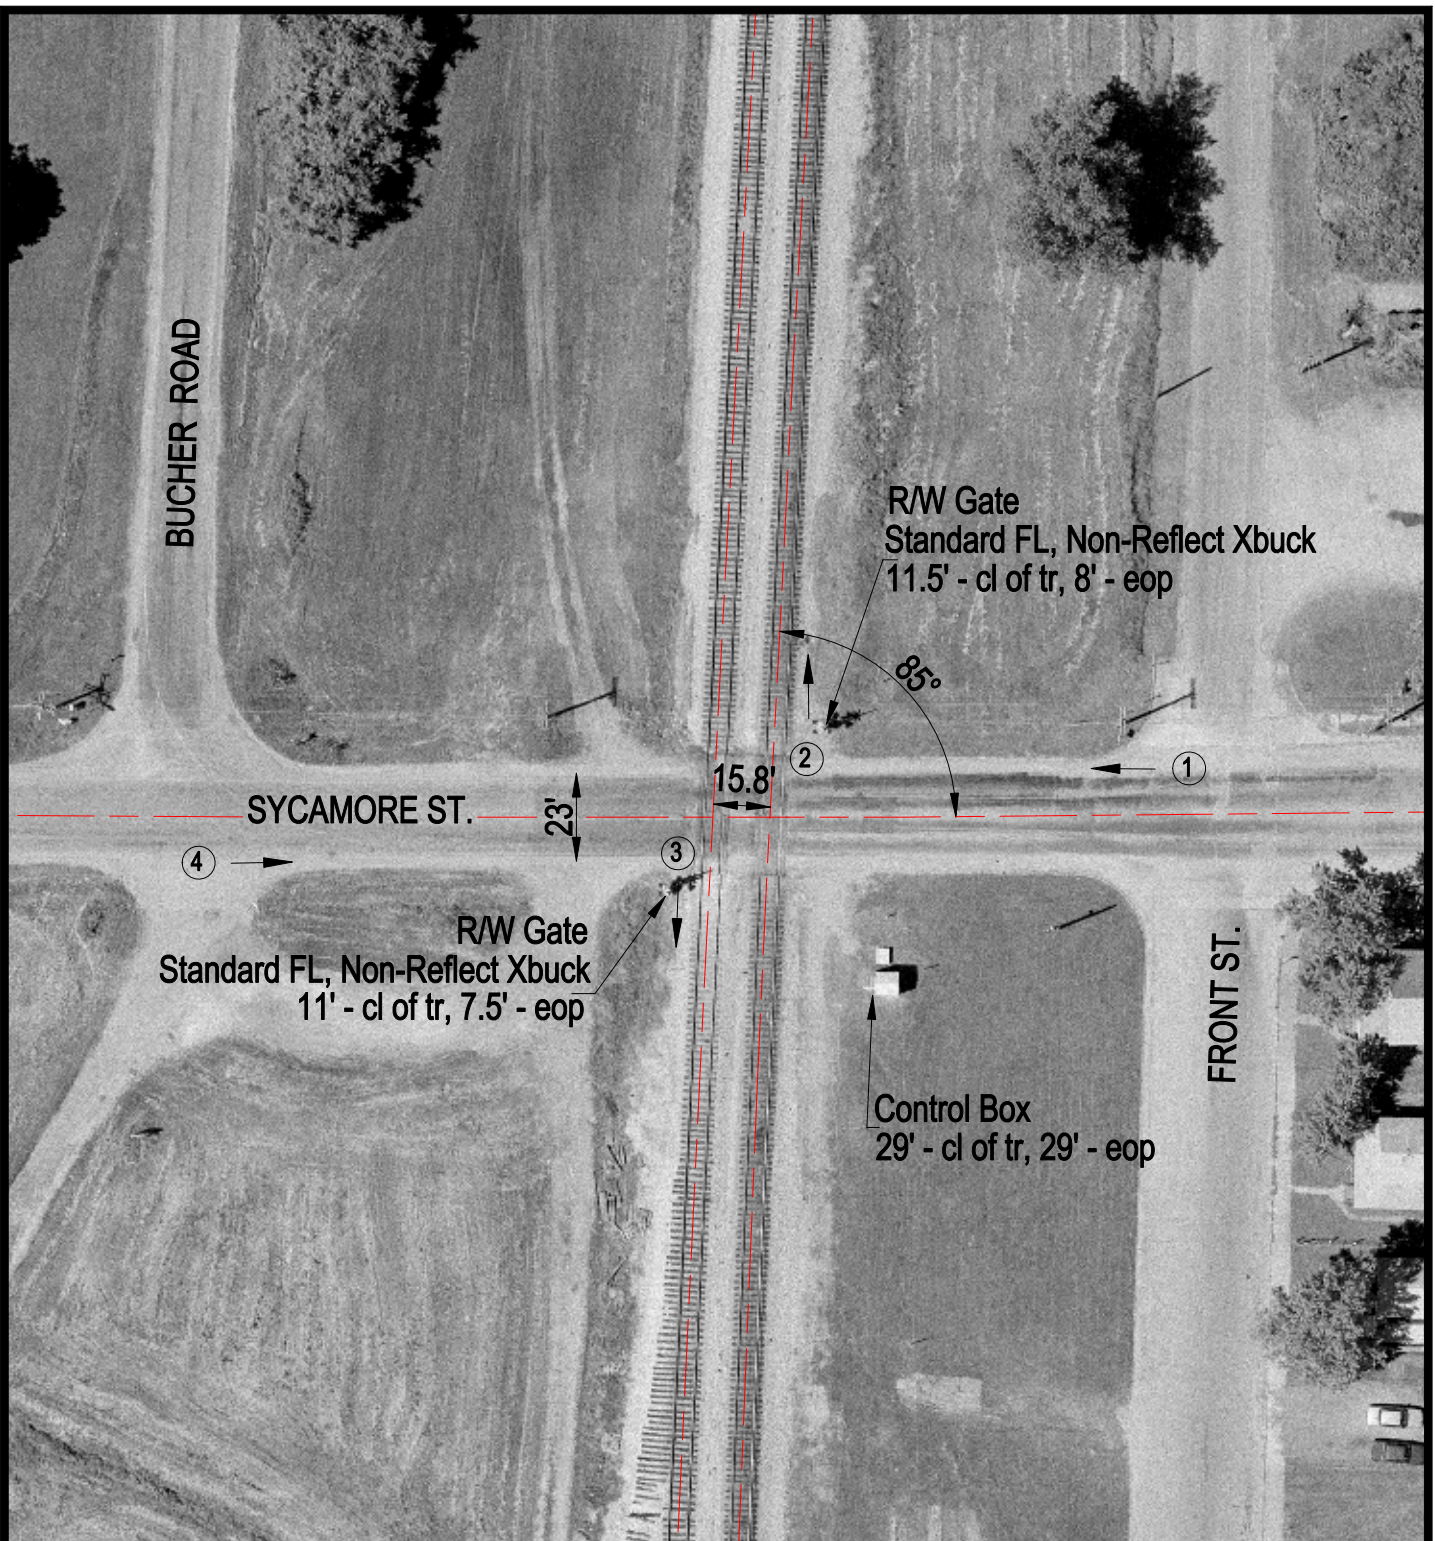 BUCHER ROAD
R/W Gate
Standard FL, Non-Reflect Xbuck
11.5' - cl of tr, 8' - eop
85°
2
1
15.8'
SYCAMORE ST.
23'
3
4
R/W Gate
Standard FL, Non-Reflect Xbuck
11' - cl of tr, 7.5' - eop
FRONT ST.
Control Box
29' - cl of tr, 29' - eop